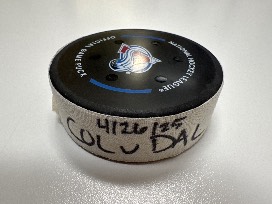 OFFICIAL GAME PUCK
NATIONAL HOCKEY LEAGUE
4/26/25
COL v DAL